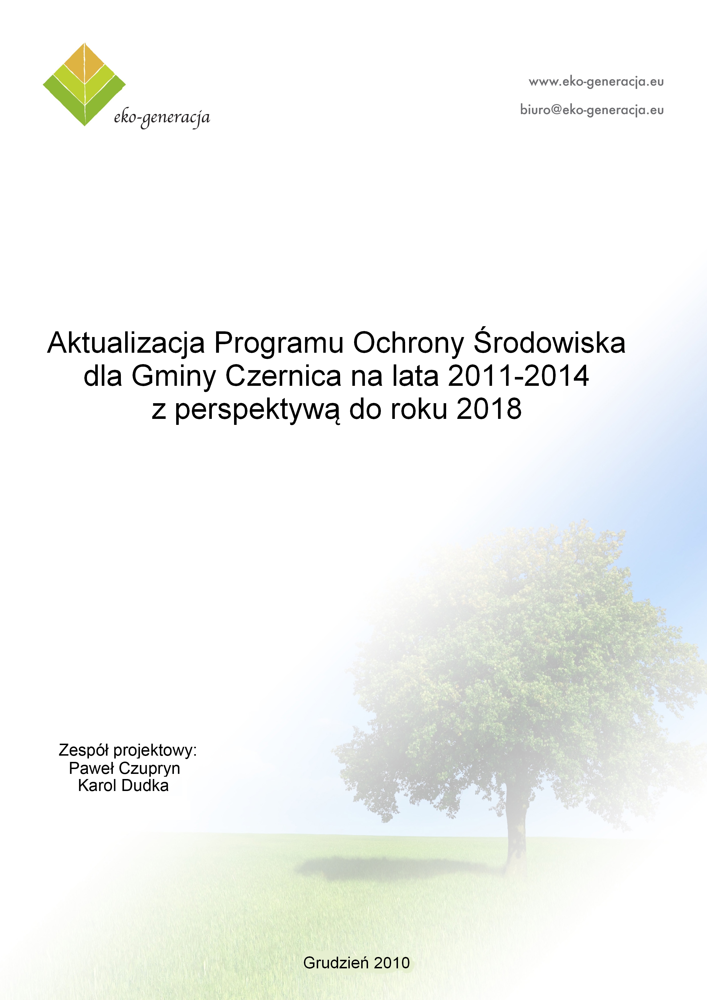 eko-generacja
www.eko-generacja.eu
biuro@eko-generacja.eu
Aktualizacja Programu Ochrony Środowiska
dla Gminy Czernica na lata 2011-2014
z perspektywą do roku 2018
Zespół projektowy:
Paweł Czupryn
Karol Dudka
Grudzień 2010